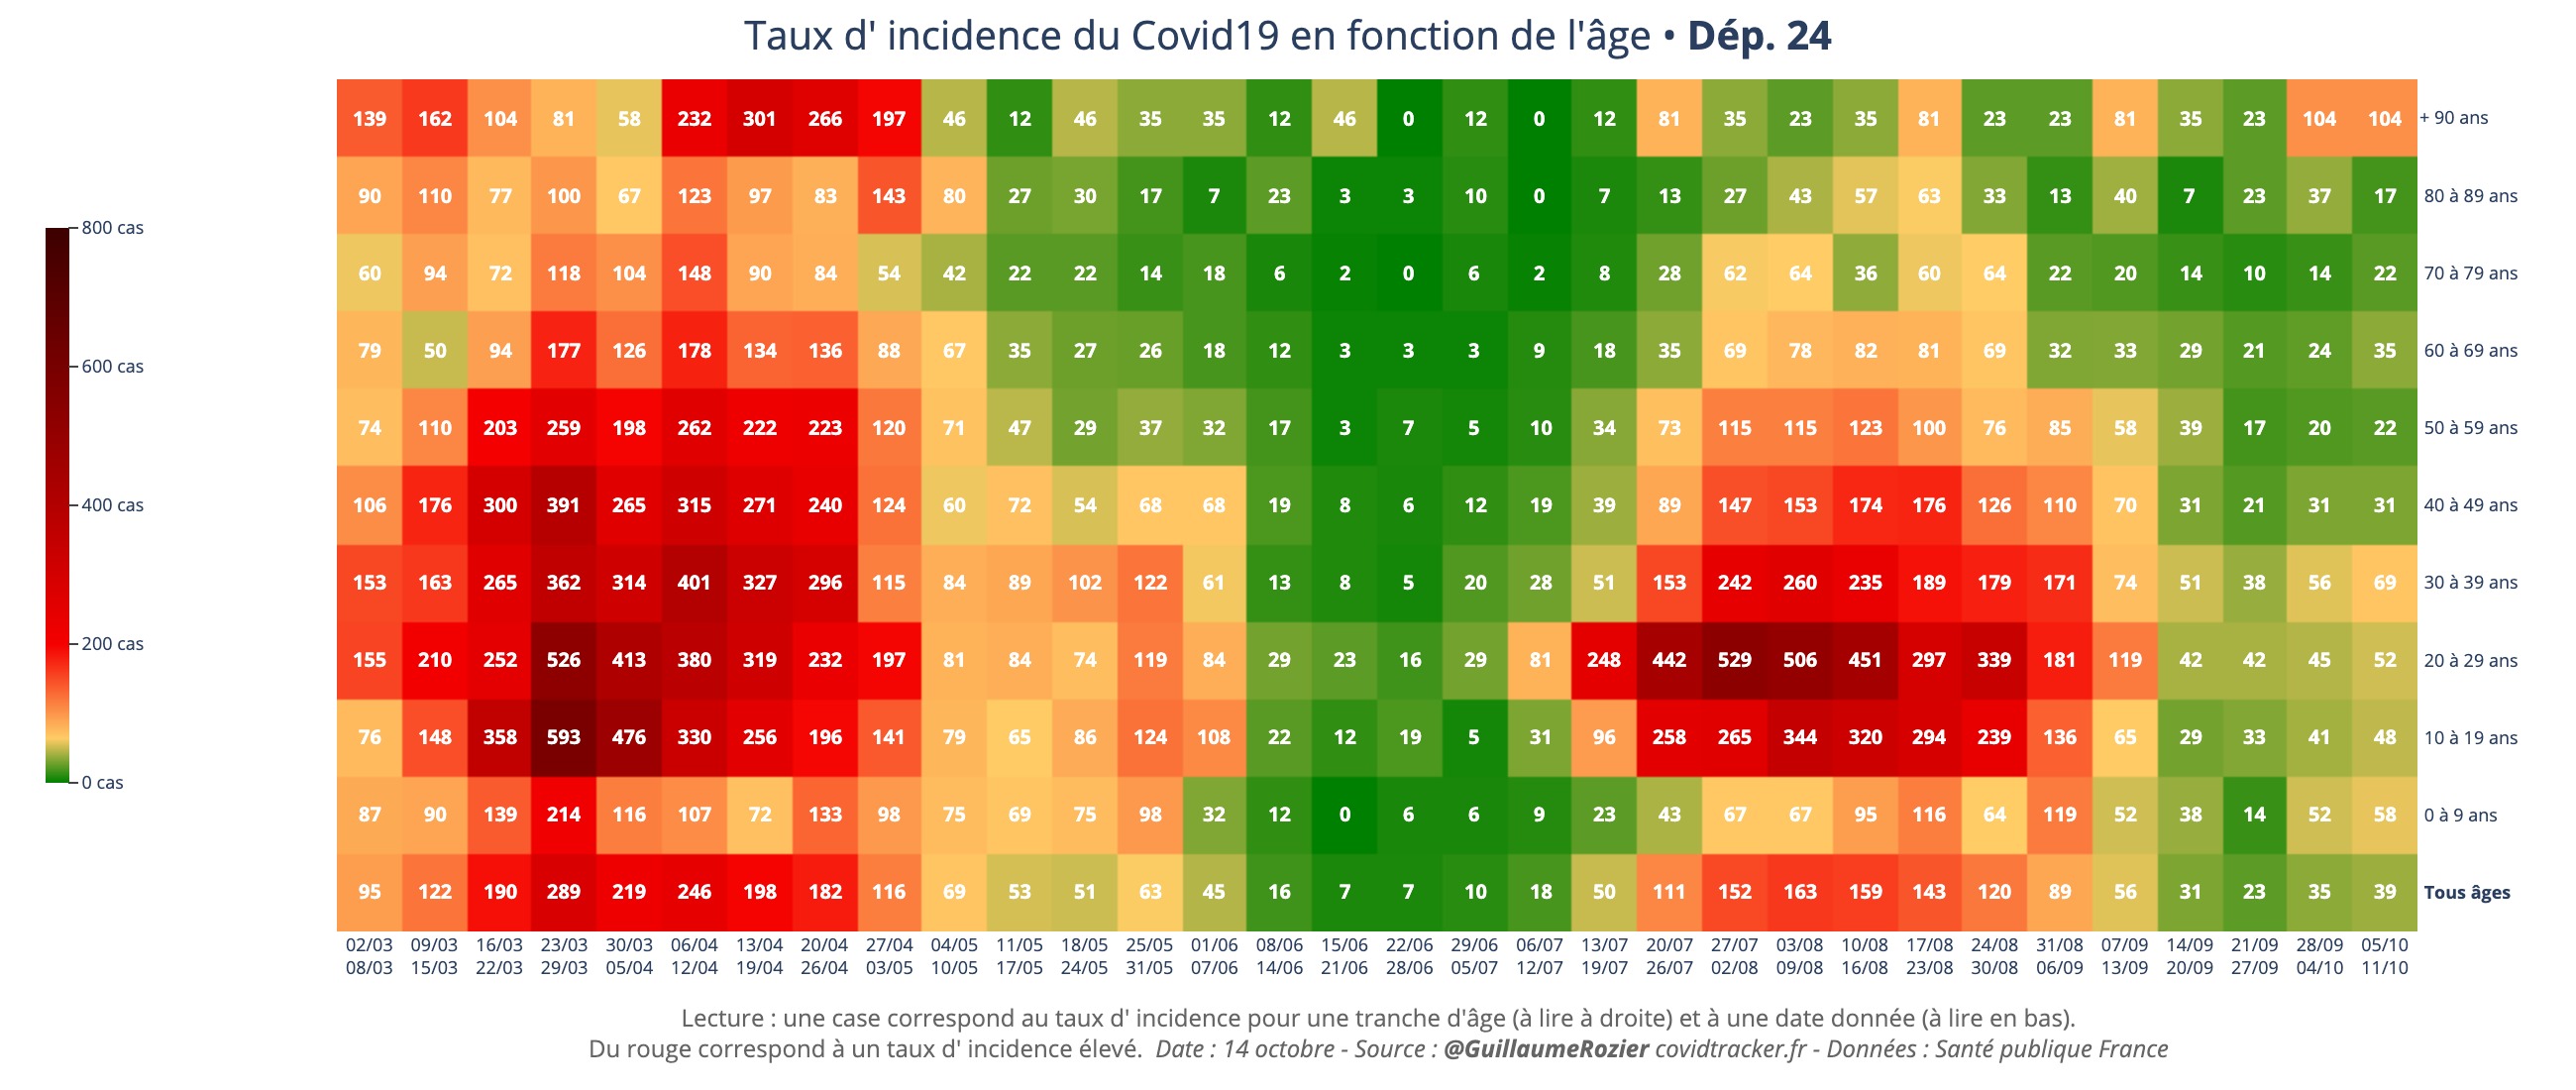 Taux d' incidence du Covid19 en fonction de l'âge • Dép. 24
139 162 104 81 58 232 301 266 197 46 12 46 35 35 12 46 0 12 0 12 81 35 23 35 81 23 23 81 35 23 104 104 + 90 ans
90 110 77 100 67 123 97 83 143 80 27 30 17 7 23 3 3 10 0 7 13 27 43 57 63 33 13 40 7 23 37 17 80 à 89 ans
800 cas
60 94 72 118 104 148 90 84 54 42 22 22 14 18 6 2 0 6 2 8 28 62 64 36 60 64 22 20 14 10 14 22 70 à 79 ans
79 50 94 177 126 178 134 136 88 67 35 27 26 18 12 3 3 3 9 18 35 69 78 82 81 69 32 33 29 21 24 35 60 à 69 ans
600 cas
74 110 203 259 198 262 222 223 120 71 47 29 37 32 17 3 7 5 10 34 73 115 115 123 100 76 85 58 39 17 20 22 50 à 59 ans
400 cas
106 176 300 391 265 315 271 240 124 60 72 54 68 68 19 8 6 12 19 39 89 147 153 174 176 126 110 70 31 21 31 31 40 à 49 ans
153 163 265 362 314 401 327 296 115 84 89 102 122 61 13 8 5 20 28 51 153 242 260 235 189 179 171 74 51 38 56 69 30 à 39 ans
200 cas
155 210 252 526 413 380 319 232 197 81 84 74 119 84 29 23 16 29 81 248 442 529 506 451 297 339 181 119 42 42 45 52 20 à 29 ans
76 148 358 593 476 330 256 196 141 79 65 86 124 108 22 12 19 5 31 96 258 265 344 320 294 239 136 65 29 33 41 48 10 à 19 ans
0 cas
87 90 139 214 116 107 72 133 98 75 69 75 98 32 12 0 6 6 9 23 43 67 67 95 116 64 119 52 38 14 52 58 0 à 9 ans
95 122 190 289 219 246 198 182 116 69 53 51 63 45 16 7 7 10 18 50 111 152 163 159 143 120 89 56 31 23 35 39 Tous âges
02/03 09/03 16/03 23/03 30/03 06/04 13/04 20/04 27/04 04/05 11/05 18/05 25/05 01/06 08/06 15/06 22/06 29/06 06/07 13/07 20/07 27/07 03/08 10/08 17/08 24/08 31/08 07/09 14/09 21/09 28/09 05/10
08/03 15/03 22/03 29/03 05/04 12/04 19/04 26/04 03/05 10/05 17/05 24/05 31/05 07/06 14/06 21/06 28/06 05/07 12/07 19/07 26/07 02/08 09/08 16/08 23/08 30/08 06/09 13/09 20/09 27/09 04/10 11/10
Lecture : une case correspond au taux d' incidence pour une tranche d'âge (à lire à droite) et à une date donnée (à lire en bas).
Du rouge correspond à un taux d' incidence élevé. Date : 14 octobre - Source : @GuillaumeRozier covidtracker.fr - Données : Santé publique France